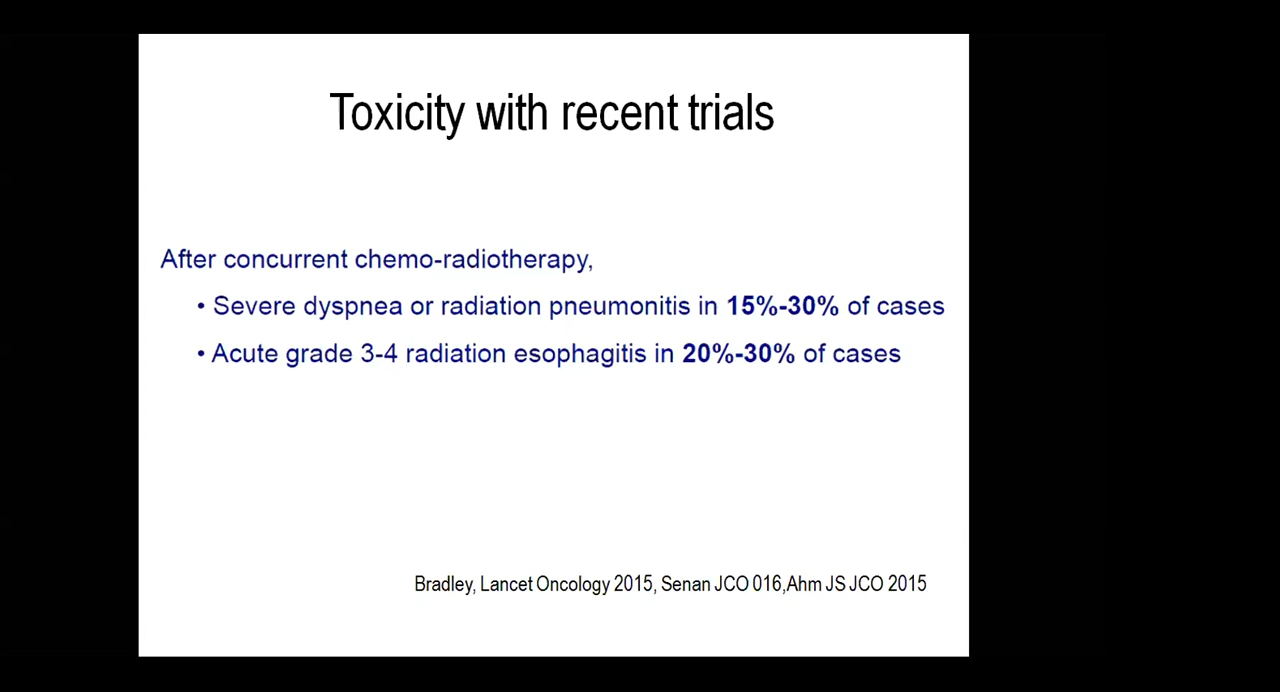 Toxicity with recent trials
After concurrent chemo-radiotherapy,
• Severe dyspnea or radiation pneumonitis in 15%-30% of cases
• Acute grade 3-4 radiation esophagitis in 20%-30% of cases
Bradley, Lancet Oncology 2015, Senan JCO 016,Ahm JS JCO 2015